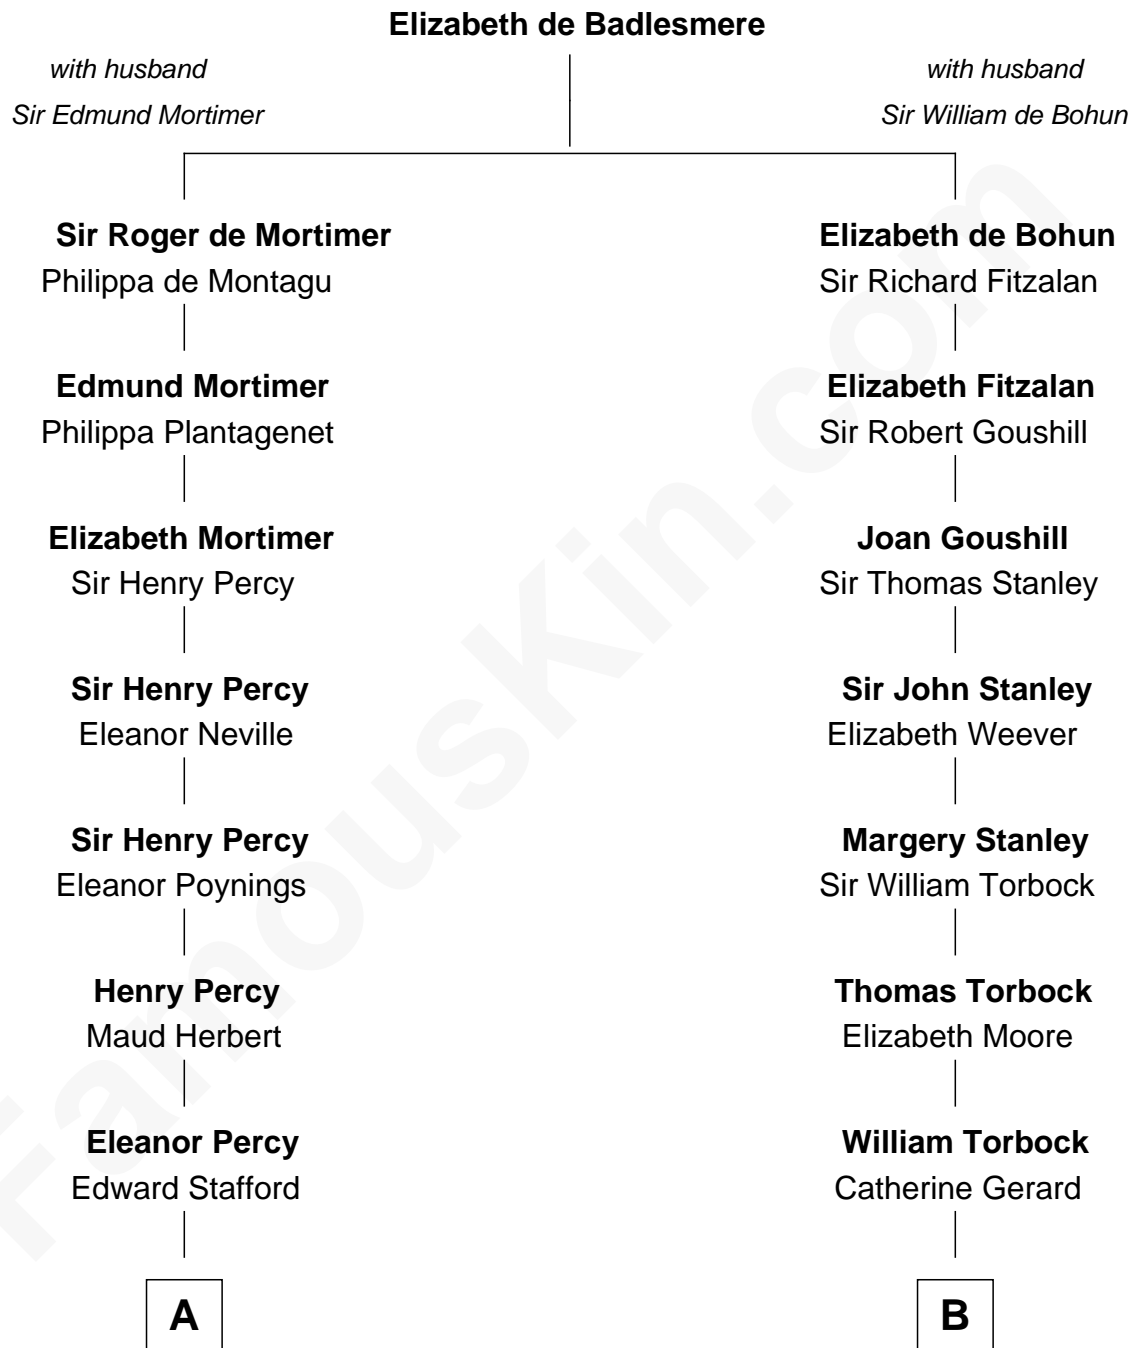 Elizabeth de Badlesmere
with husband
Sir Edmund Mortimer
with husband
Sir William de Bohun
Sir Roger de Mortimer
Philippa de Montagu
Elizabeth de Bohun
Sir Richard Fitzalan
Edmund Mortimer
Philippa Plantagenet
Elizabeth Fitzalan
Sir Robert Goushill
Elizabeth Mortimer
Sir Henry Percy
Joan Goushill
Sir Thomas Stanley
Sir Henry Percy
Eleanor Neville
Sir John Stanley
Elizabeth Weever
Sir Henry Percy
Eleanor Poynings
Margery Stanley
Sir William Torbock
Henry Percy
Maud Herbert
Thomas Torbock
Elizabeth Moore
Eleanor Percy
Edward Stafford
William Torbock
Catherine Gerard
A
B
FamousKin.com